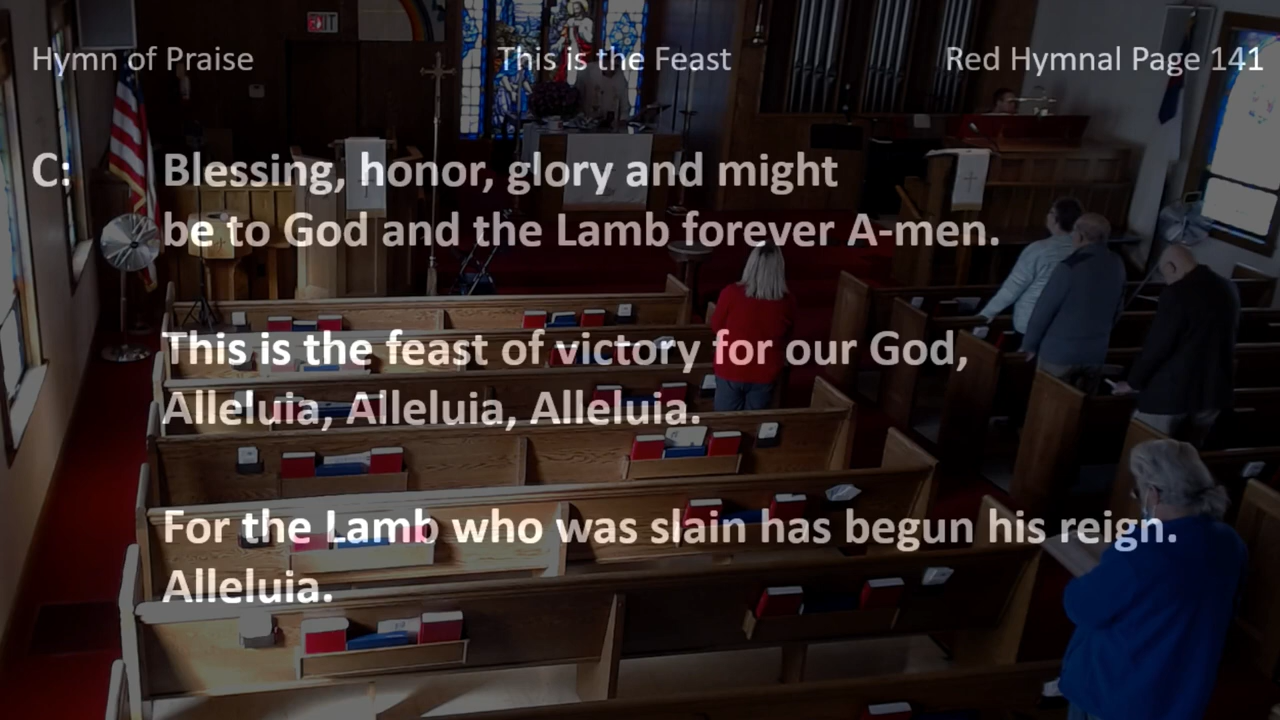 EXIT
Hymn of Praise This is the Feast Red Hymnal Page 141
C: Blessing, honor, glory and might
be to God and the Lamb forever A-men.
This is the feast of victory for our God,
Alleluia, Alleluia, Alleluia.
For the Lamb who was slain has begun his reign.
Alleluia.